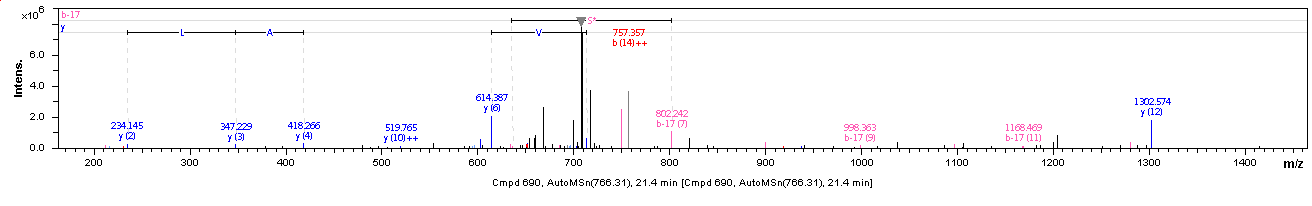 ×10⁶
b-17
y
S*
L
A
V
757.357
b (14)++
6.0
Intens.
4.0
2.0
0.0
614.387
y (6)
234.145
y (2)
347.229
y (3)
418.266
y (4)
519.765
y (10)++
802.242
b-17 (7)
998.363
b-17 (9)
1168.469
b-17 (11)
1302.574
y (12)
200 300 400 500 600 700 800 900 1000 1100 1200 1300 1400 m/z
Cmpd 690, AutoMSn(766.31), 21.4 min [Cmpd 690, AutoMSn(766.31), 21.4 min]